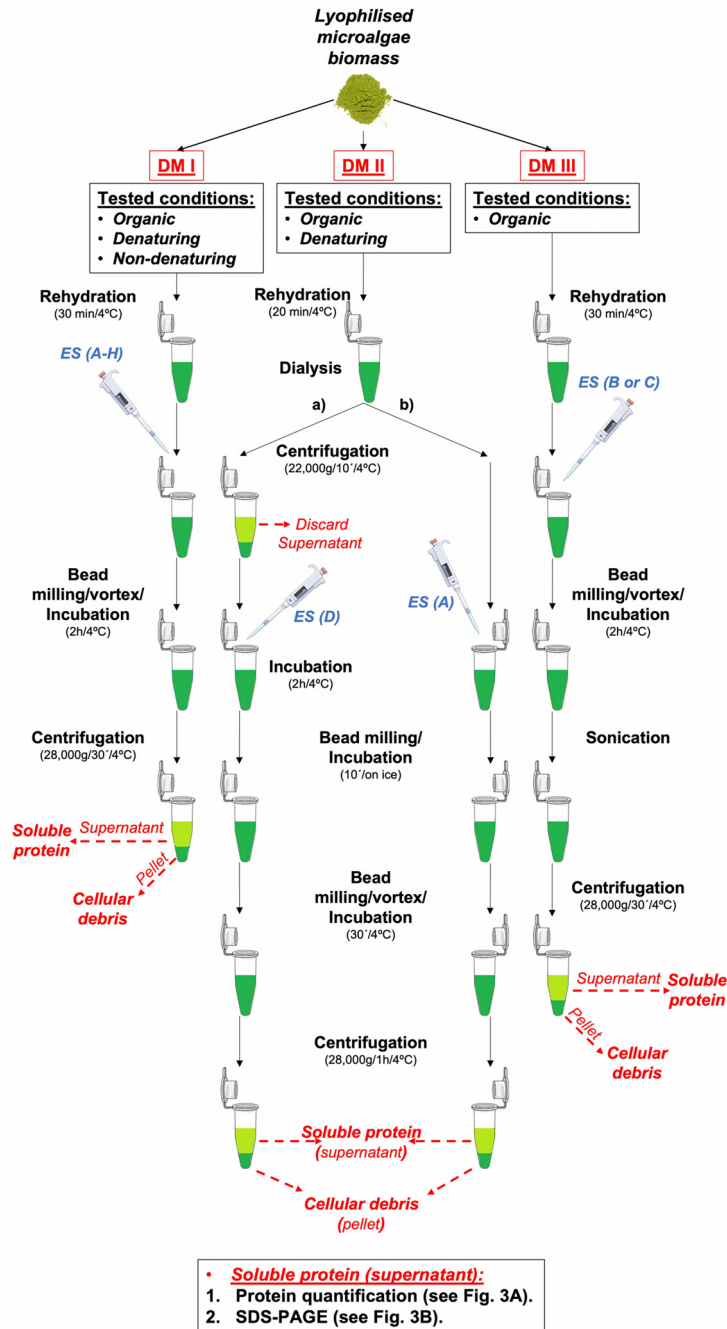 Lyophilised
microalgae
biomass
DM I
DM II
DM III
Tested conditions:
• Organic
• Denaturing
• Non-denaturing
Tested conditions:
• Organic
• Denaturing
Tested conditions:
• Organic
Rehydration
(30 min/4ºC)
Rehydration
(20 min/4ºC)
Rehydration
(30 min/4ºC)
ES (A-H)
Dialysis
ES (B or C)
a)
b)
Centrifugation
(22,000g/10´/4ºC)
Discard
Supernatant
Bead
milling/vortex/
Incubation
(2h/4ºC)
ES (D)
ES (A)
Bead
milling/vortex/
Incubation
(2h/4ºC)
Incubation
(2h/4ºC)
Centrifugation
(28,000g/30´/4ºC)
Bead milling/
Incubation
(10´/on ice)
Sonication
Supernatant
Soluble
protein
Pellet
Cellular
debris
Bead
milling/vortex/
Incubation
(30´/4ºC)
Centrifugation
(28,000g/30´/4ºC)
Supernatant
Soluble
protein
Pellet
Cellular
debris
Centrifugation
(28,000g/1h/4ºC)
Soluble protein
(supernatant)
Cellular debris
(pellet)
• Soluble protein (supernatant):
1. Protein quantification (see Fig. 3A).
2. SDS-PAGE (see Fig. 3B).